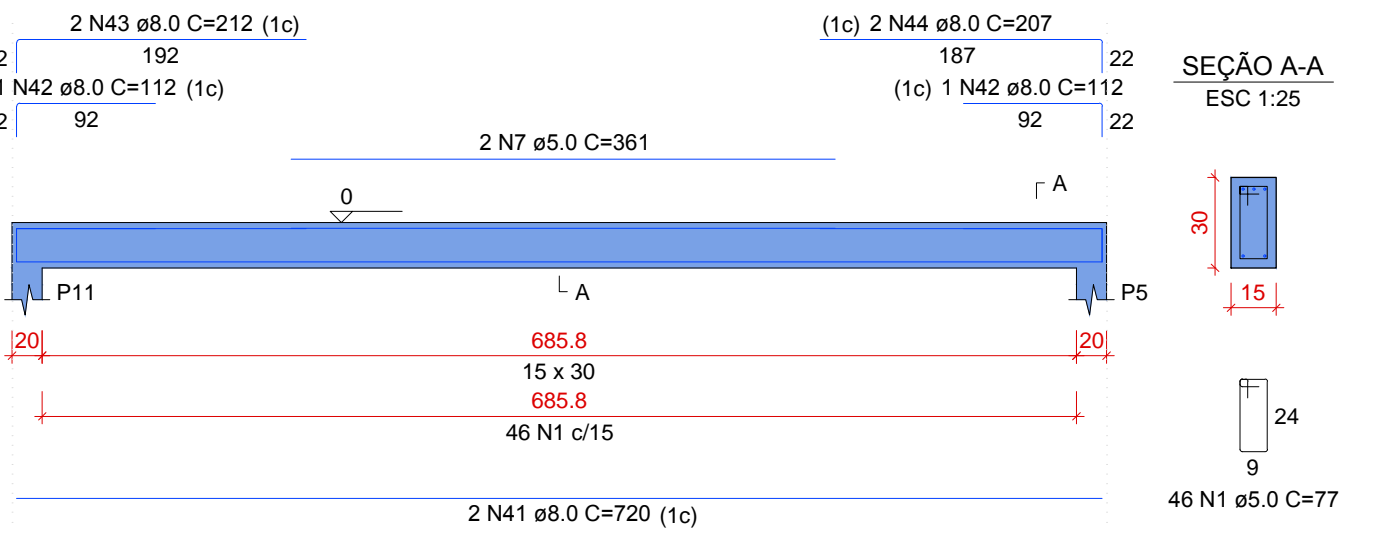 2 N43 ø8.0 C=212 (1c)
192
(1c) 2 N44 ø8.0 C=207
187
22
SEÇÃO A-A
ESC 1:25
N42 ø8.0 C=112 (1c)
92
(1c) 1 N42 ø8.0 C=112
92
22
2 N7 ø5.0 C=361
A
0
30
15
P11
A
P5
20
685.8
20
15 x 30
685.8
46 N1 c/15
24
9
46 N1 ø5.0 C=77
2 N41 ø8.0 C=720 (1c)